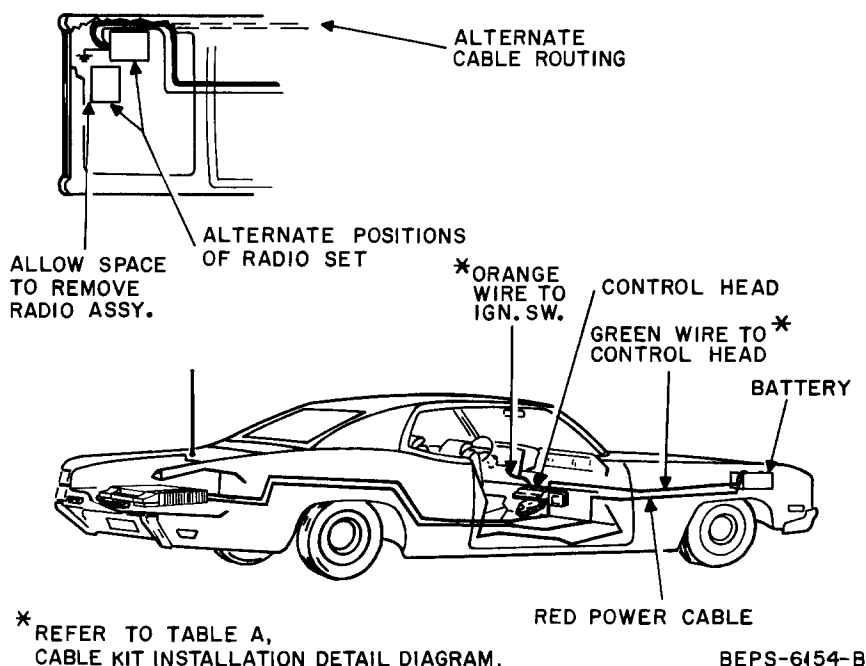 ALTERNATE
CABLE ROUTING
ALTERNATE POSITIONS
OF RADIO SET
ALLOW SPACE
TO REMOVE
RADIO ASSY.
*ORANGE
WIRE TO
IGN. SW.
CONTROL HEAD
GREEN WIRE TO *
CONTROL HEAD
BATTERY
RED POWER CABLE
* REFER TO TABLE A,
CABLE KIT INSTALLATION DETAIL DIAGRAM.
BEPS-6154-B